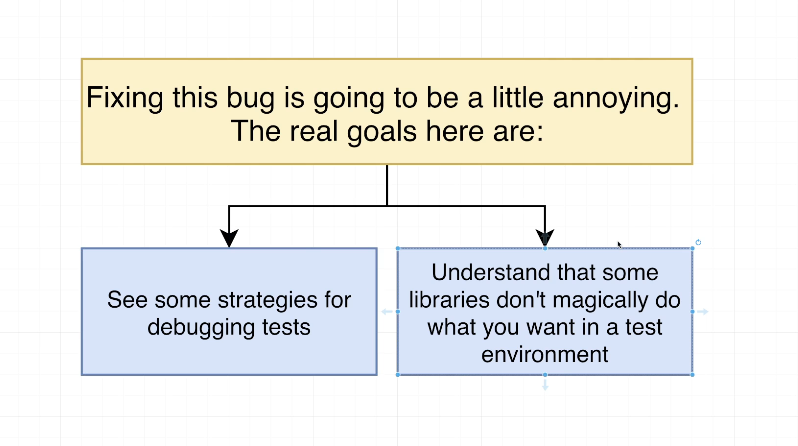 Fixing this bug is going to be a little annoying.
The real goals here are:
See some strategies for
debugging tests
Understand that some
libraries don't magically do
what you want in a test
environment